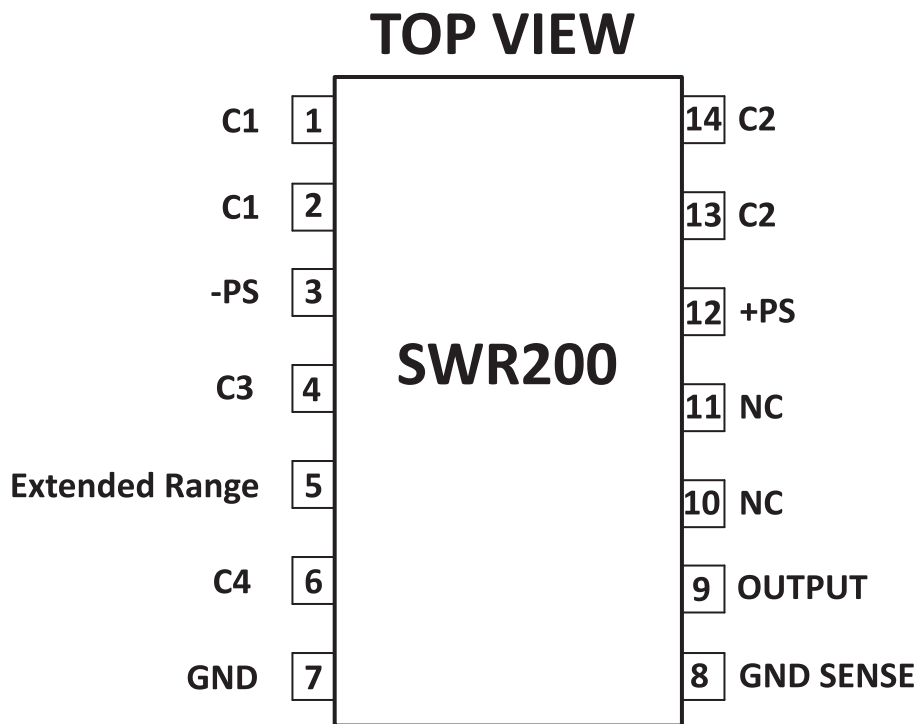 TOP VIEW
C1 1
C1 2
-PS 3
C3 4
Extended Range 5
C4 6
GND 7
SWR200
14 C2
13 C2
12 +PS
11 NC
10 NC
9 OUTPUT
8 GND SENSE